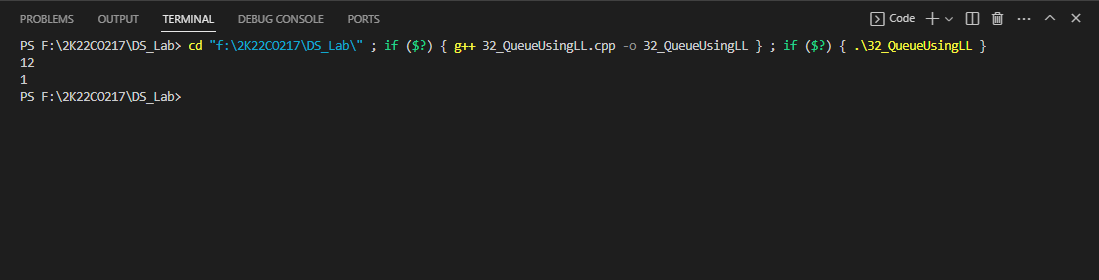 PROBLEMS OUTPUT TERMINAL DEBUG CONSOLE PORTS Code
PS F:\2K22CO217\DS_Lab> cd "f:\2K22CO217\DS_Lab\" ; if ($?) { g++ 32_QueueUsingLL.cpp -o 32_QueueUsingLL } ; if ($?) { .\32_QueueUsingLL }
12
1
PS F:\2K22CO217\DS_Lab>